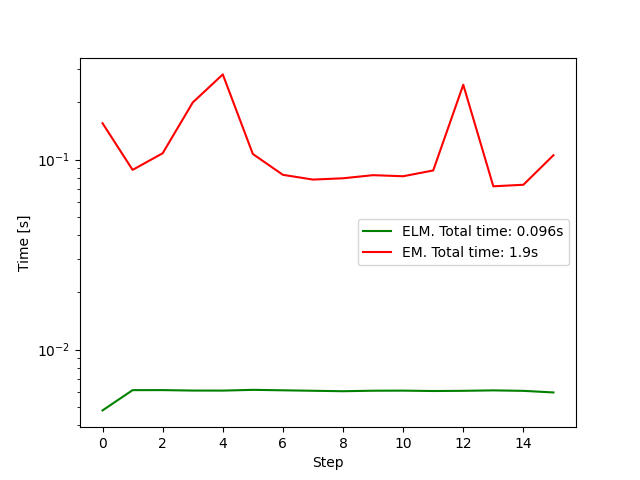 10⁻¹
10⁻²
Time [s]
ELM. Total time: 0.096s
EM. Total time: 1.9s
0 2 4 6 8 10 12 14
Step